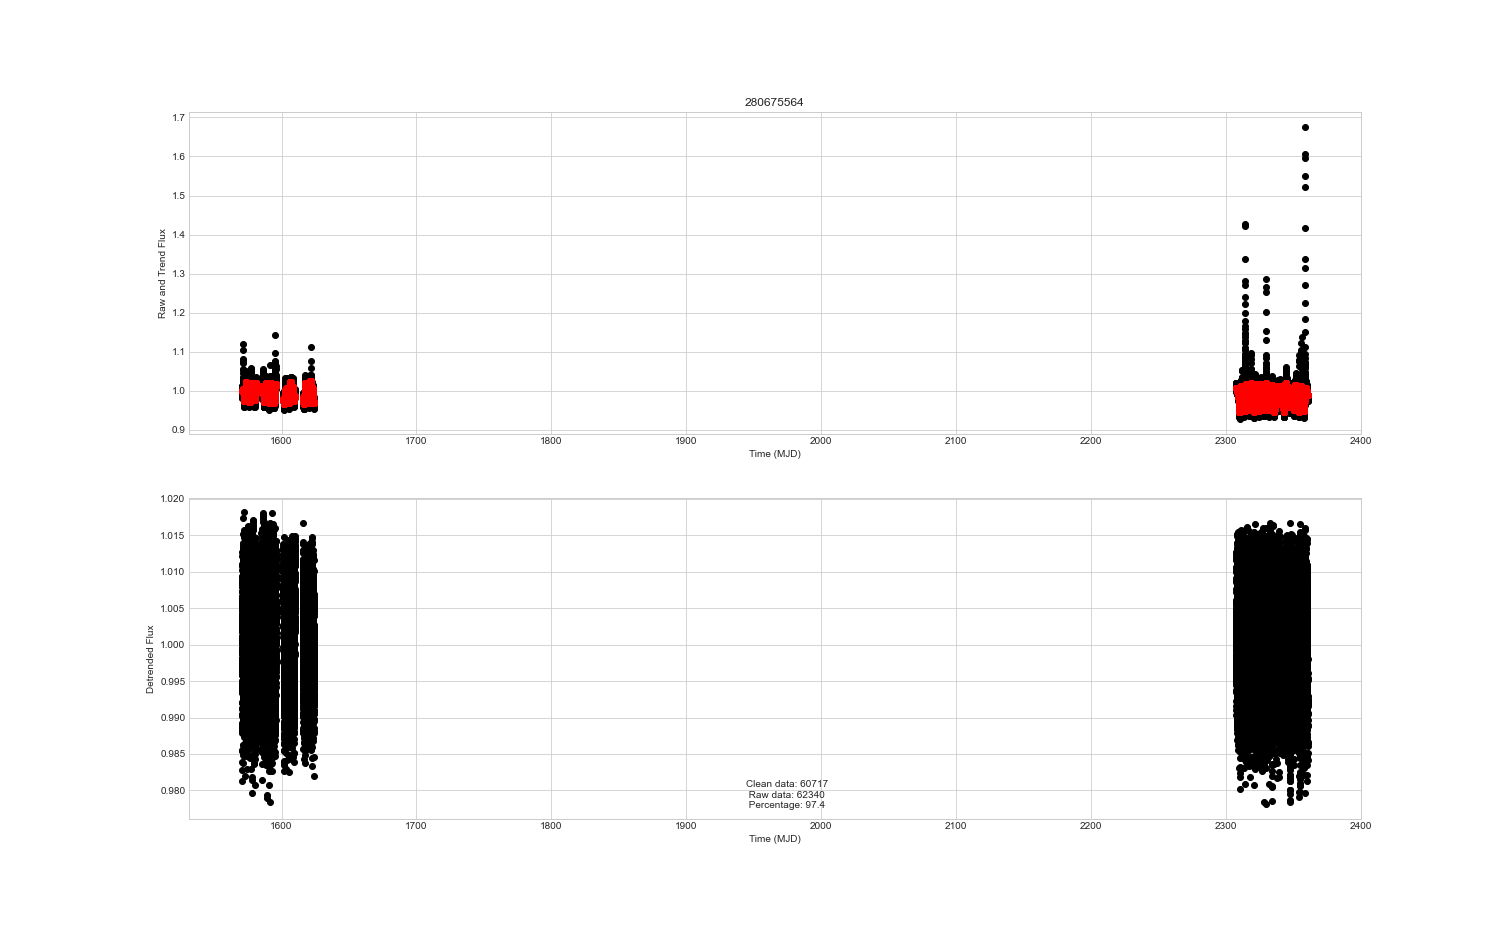 280675564
1.7
1.6
1.5
1.4
1.3
1.2
1.1
1.0
0.9
Raw and Trend Flux
1600 1700 1800 1900 2000 2100 2200 2300 2400
Time (MJD)
1.020
1.015
1.010
1.005
1.000
0.995
0.990
0.985
0.980
Detrended Flux
Clean data: 60717
Raw data: 62340
Percentage: 97.4
1600 1700 1800 1900 2000 2100 2200 2300 2400
Time (MJD)